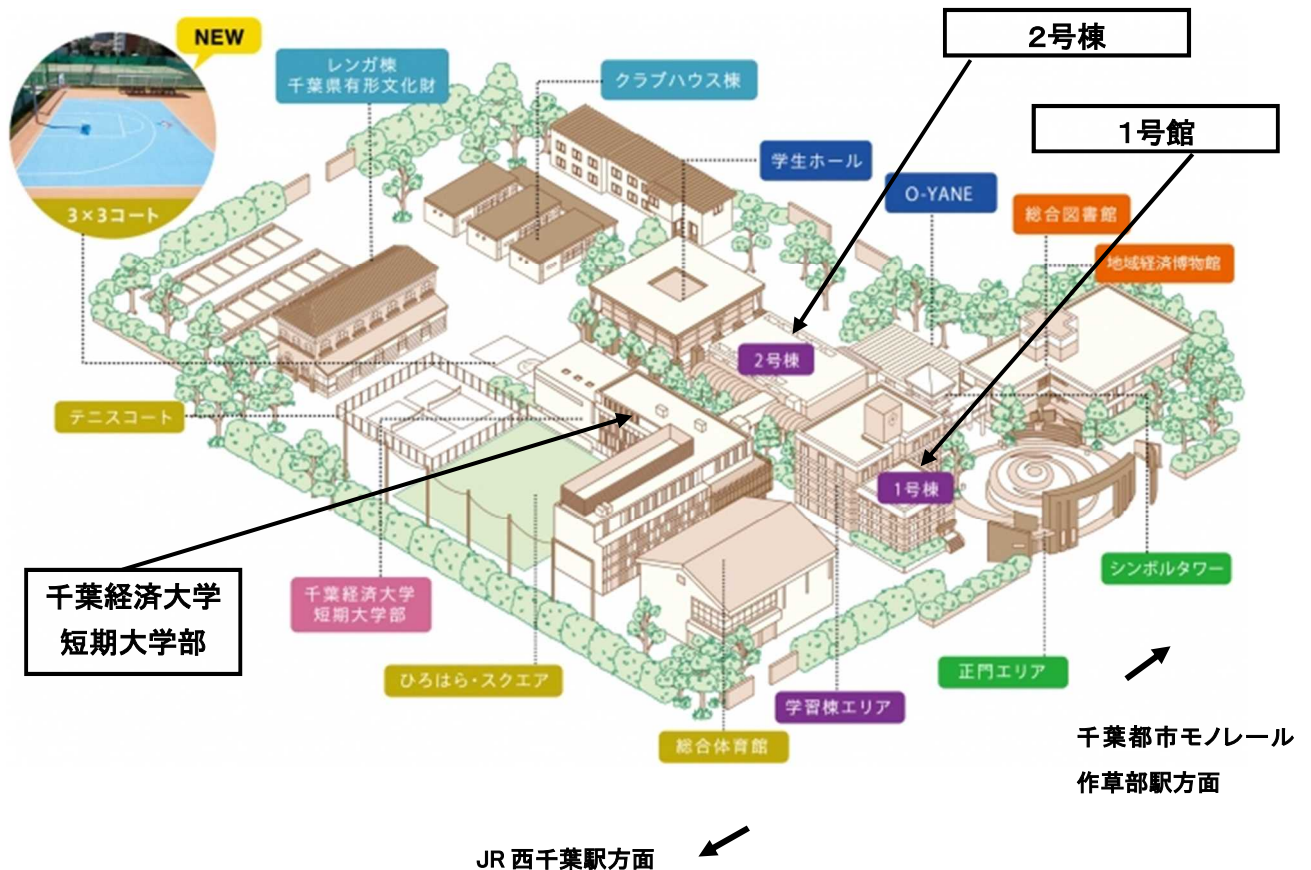 NEW
3×3コート
レンガ棟
千葉県有形文化財
クラブハウス棟
2号棟
1号館
学生ホール
O-YANE
総合図書館
地域経済博物館
2号棟
1号棟
テニスコート
千葉経済大学
短期大学部
千葉経済大学
短期大学部
シンボルタワー
ひろはら・スクエア
正門エリア
学習棟エリア
総合体育館
千葉都市モノレール
作草部駅方面
JR西千葉駅方面